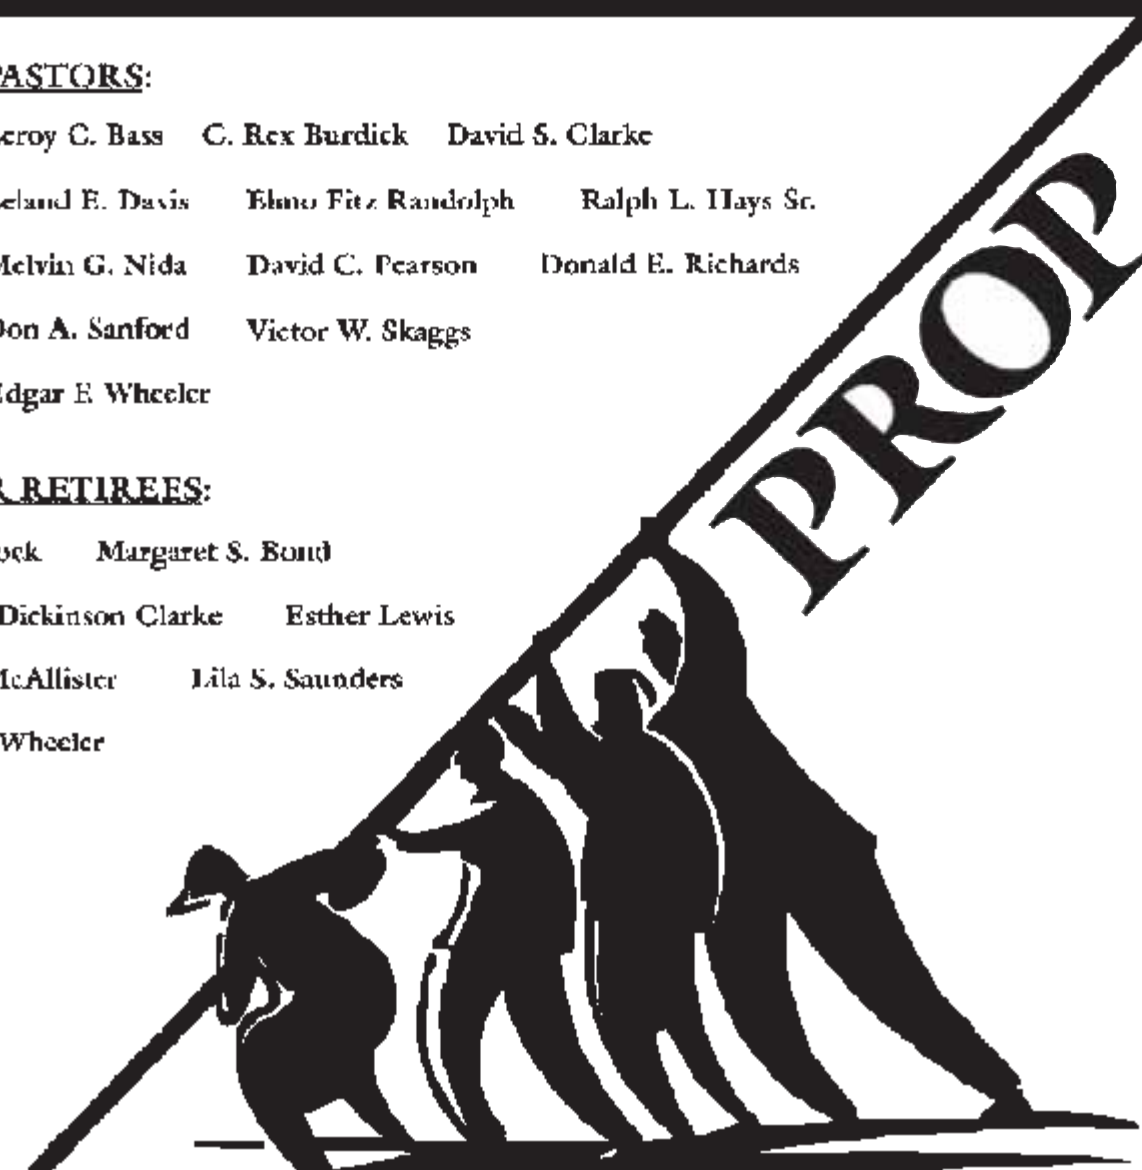 PASTORS:
eroy C. Bass C. Rex Burdick David S. Clarke
eland E. Davis Elmo Fitz Randolph Ralph L. Hays Sr.
Melvin G. Nida David C. Pearson Donald E. Richards
Don A. Sanford Victor W. Skaggs
Edgar F. Wheeler
R RETIREES:
ock Margaret S. Bond
Dickinson Clarke Esther Lewis
McAllister Lila S. Saunders
Wheeler
PROP